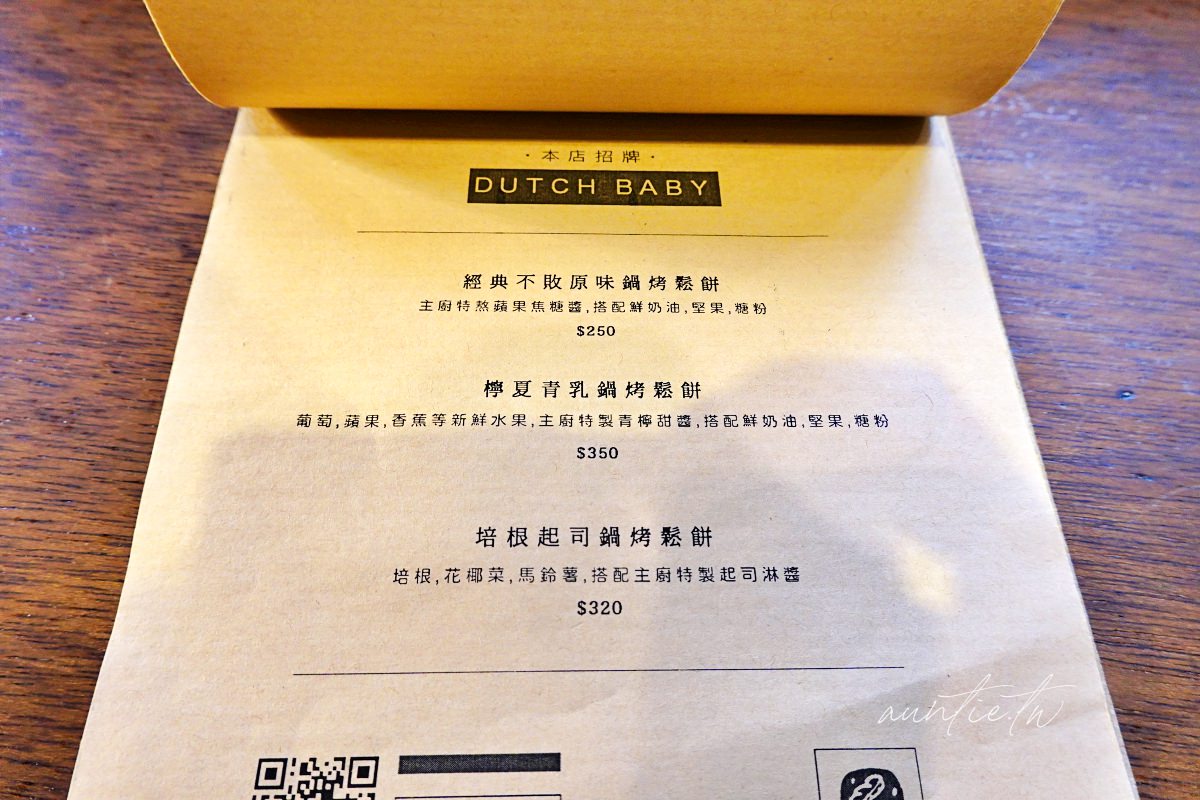 ·本店招牌·
DUTCH BABY
經典不敗原味鍋烤鬆餅
主廚特熬蘋果焦糖醬,搭配鮮奶油,堅果,糖粉
$250
檸夏青乳鍋烤鬆餅
葡萄,蘋果,香蕉等新鮮水果,主廚特製青檸甜醬,搭配鮮奶油,堅果,糖粉
$350
培根起司鍋烤鬆餅
培根,花椰菜,馬鈴薯,搭配主廚特製起司淋醬
$320
auntie.tw